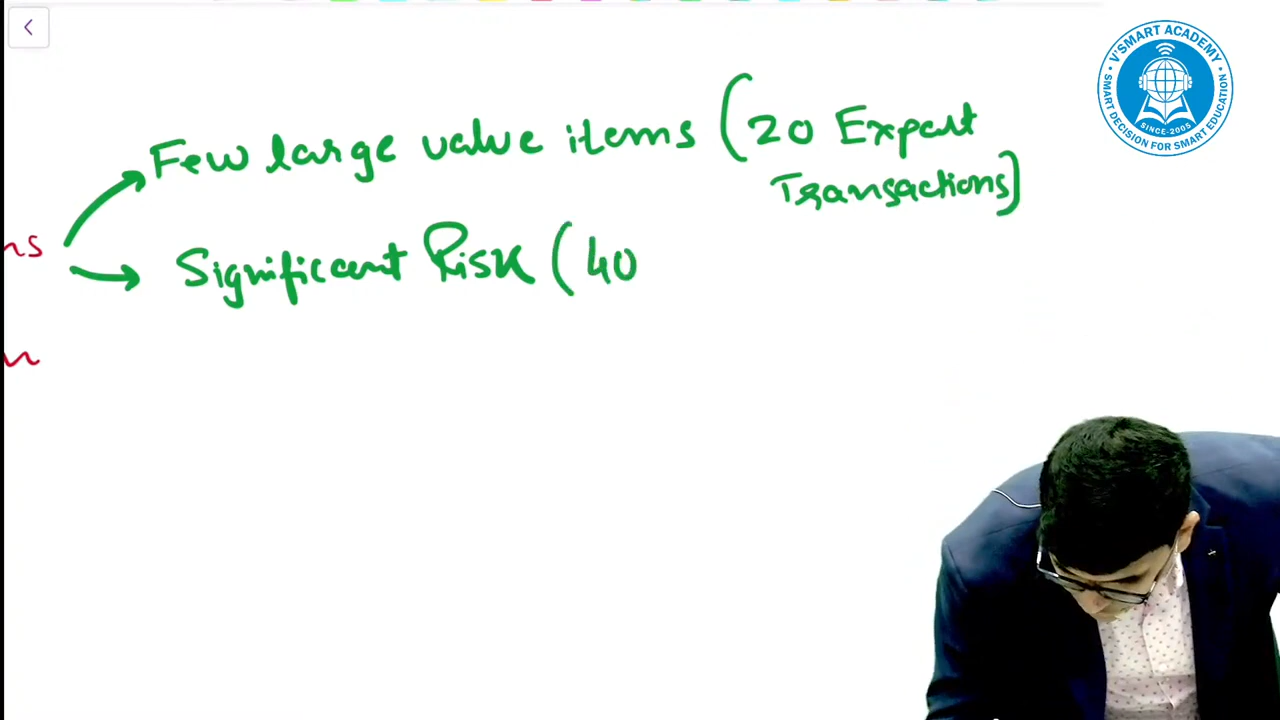 Few large value items (20 Export
Transactions)
Significant Risk (40
V'SMART ACADEMY
SINCE-2005
SMART DECISION FOR SMART EDUCATION